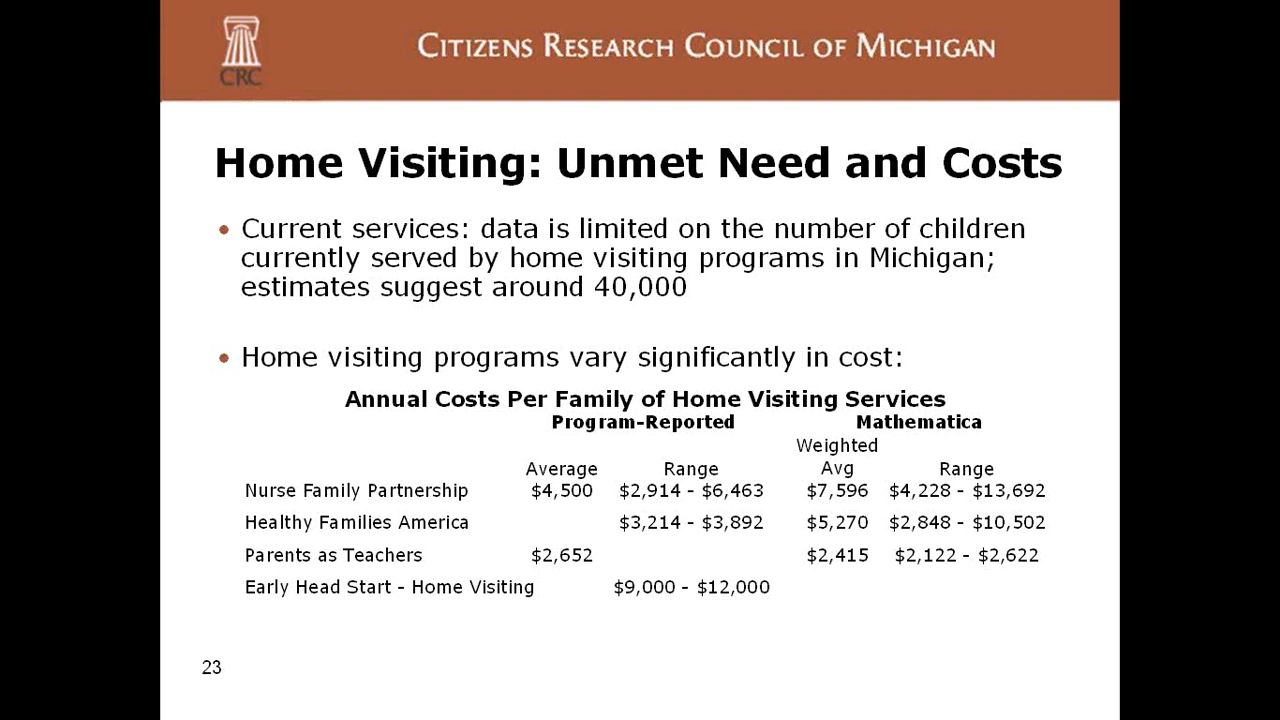 CRC
CITIZENS RESEARCH COUNCIL OF MICHIGAN
Home Visiting: Unmet Need and Costs
• Current services: data is limited on the number of children
currently served by home visiting programs in Michigan;
estimates suggest around 40,000
• Home visiting programs vary significantly in cost:
Annual Costs Per Family of Home Visiting Services
Program-Reported Mathematica
Weighted
Average Range Avg Range
Nurse Family Partnership $4,500 $2,914 - $6,463 $7,596 $4,228 - $13,692
Healthy Families America $3,214 - $3,892 $5,270 $2,848 - $10,502
Parents as Teachers $2,652 $2,415 $2,122 - $2,622
Early Head Start - Home Visiting $9,000 - $12,000
23